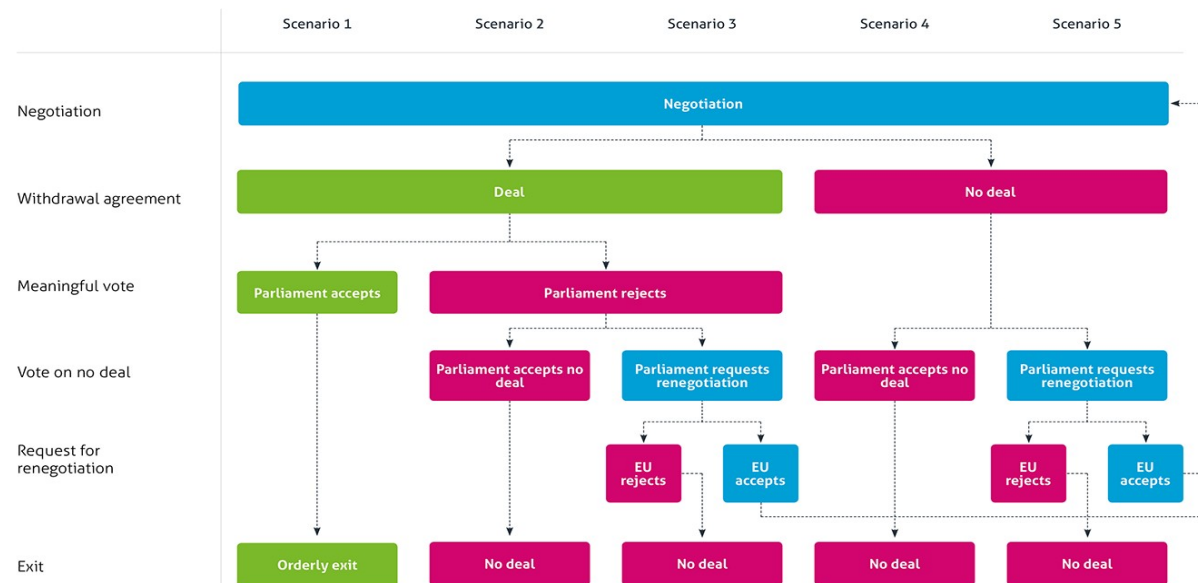 Scenario 1
Scenario 2
Scenario 3
Scenario 4
Scenario 5
Negotiation
Negotiation
Withdrawal agreement
Deal
No deal
Meaningful vote
Parliament accepts
Parliament rejects
Vote on no deal
Parliament accepts no
deal
Parliament requests
renegotiation
Parliament accepts no
deal
Parliament requests
renegotiation
Request for
renegotiation
EU
rejects
EU
accepts
EU
rejects
EU
accepts
Exit
Orderly exit
No deal
No deal
No deal
No deal